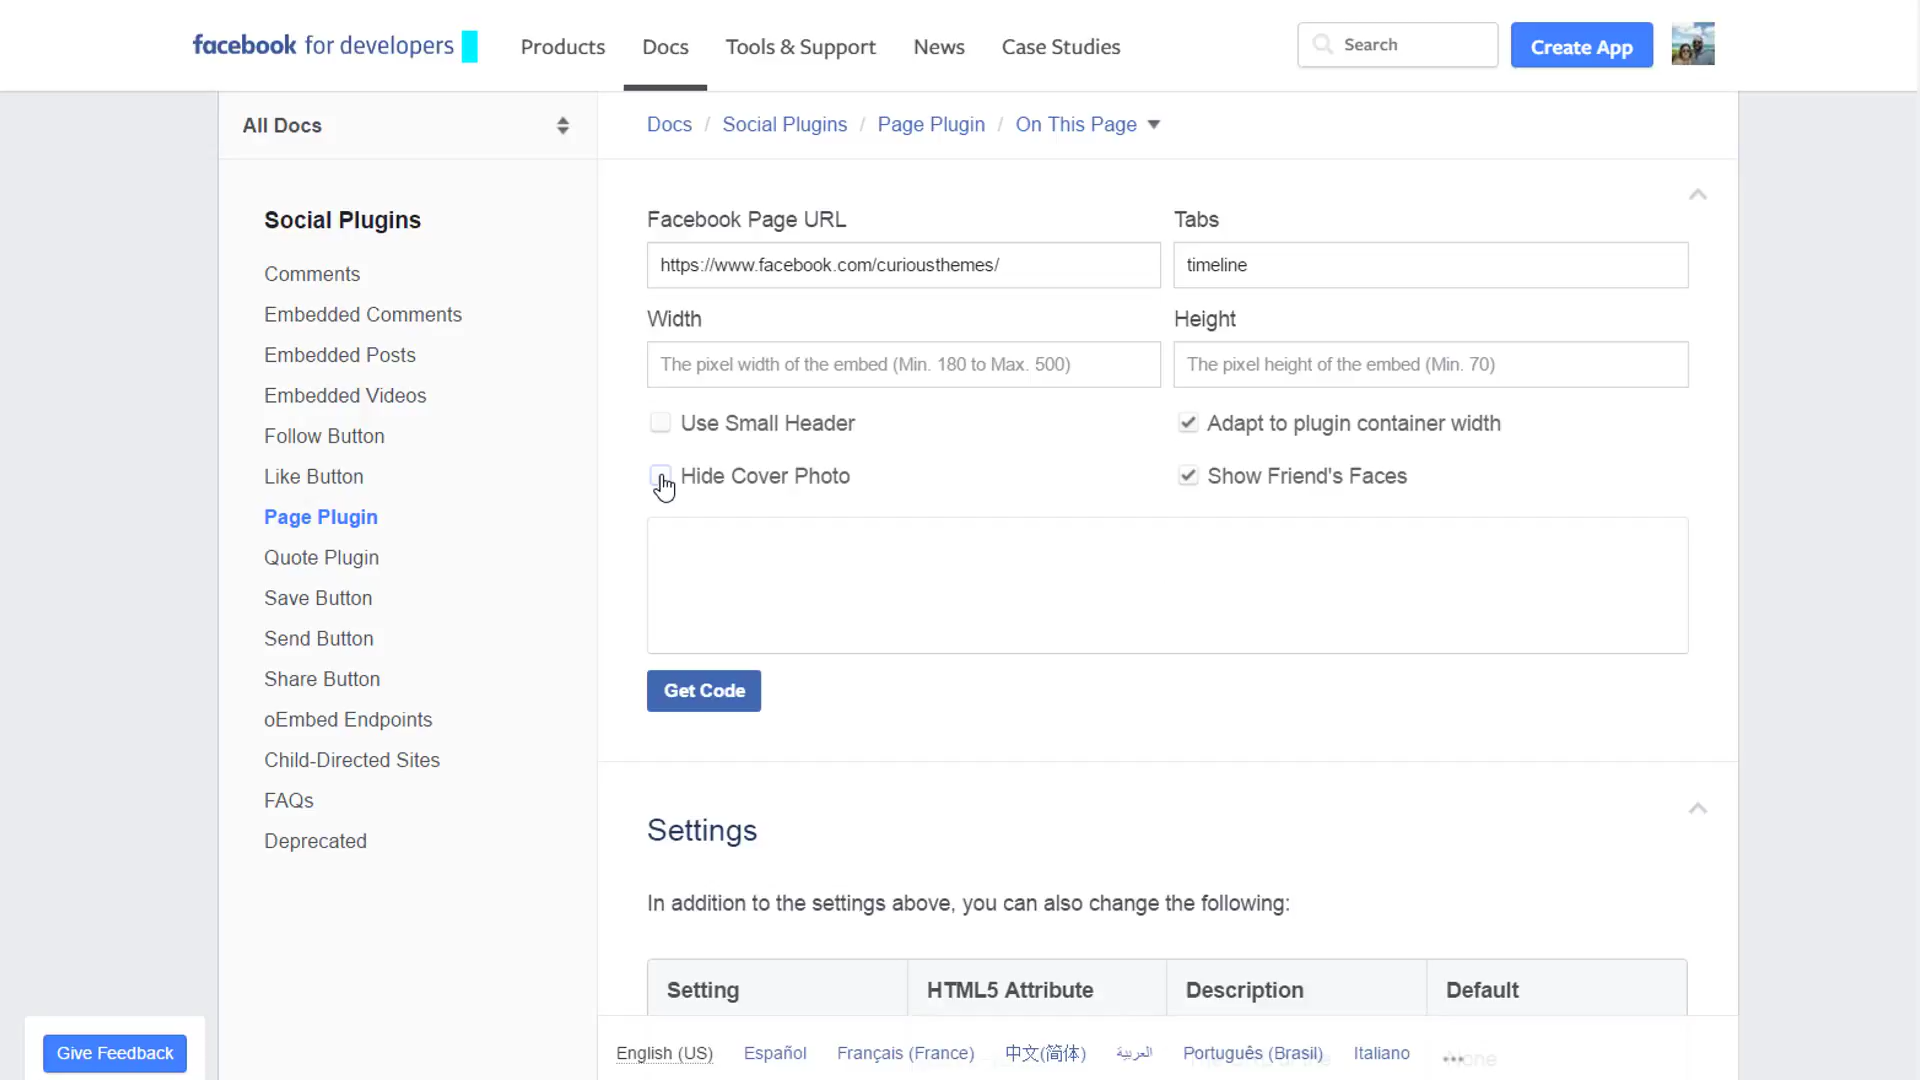 facebook for developers
Products
Docs
Tools & Support
News
Case Studies
Search
Create App
All Docs
Docs / Social Plugins / Page Plugin / On This Page
Social Plugins
Comments
Embedded Comments
Embedded Posts
Embedded Videos
Follow Button
Like Button
Page Plugin
Quote Plugin
Save Button
Send Button
Share Button
oEmbed Endpoints
Child-Directed Sites
FAQs
Deprecated
Facebook Page URL
Tabs
https://www.facebook.com/curiousthemes/
timeline
Width
Height
The pixel width of the embed (Min. 180 to Max. 500)
The pixel height of the embed (Min. 70)
Use Small Header
Adapt to plugin container width
Hide Cover Photo
Show Friend's Faces
Get Code
Settings
In addition to the settings above, you can also change the following:
Setting
HTML5 Attribute
Description
Default
None
Give Feedback
English (US)
Español
Français (France)
中文(简体)
العربية
Português (Brasil)
Italiano